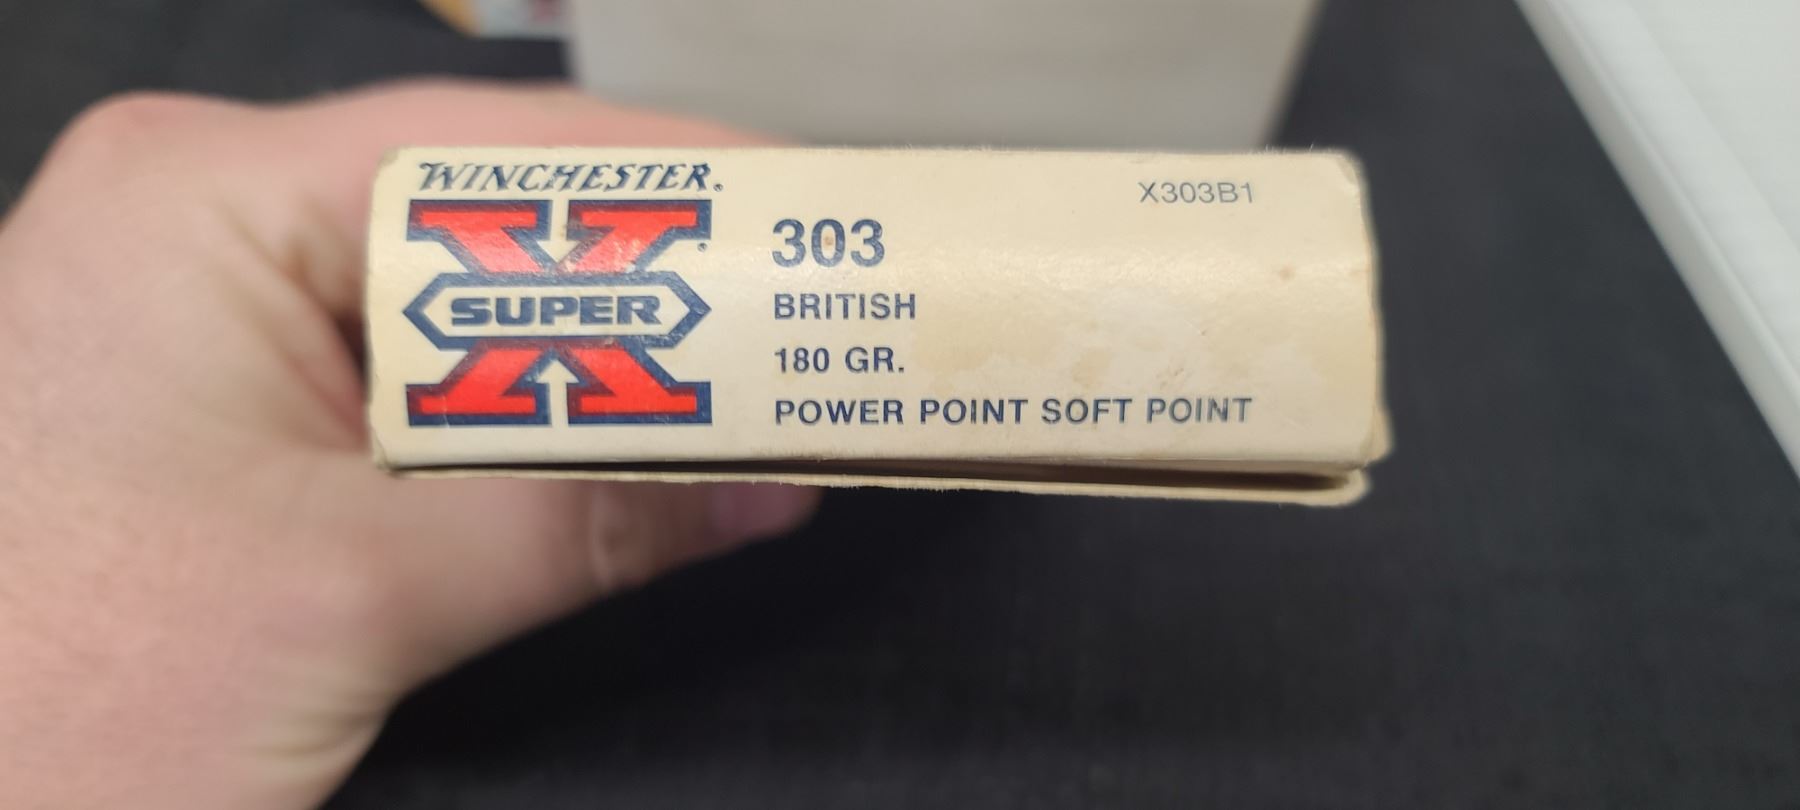 WINCHESTER.
SUPER
X
X303B1
303
BRITISH
180 GR.
POWER POINT SOFT POINT